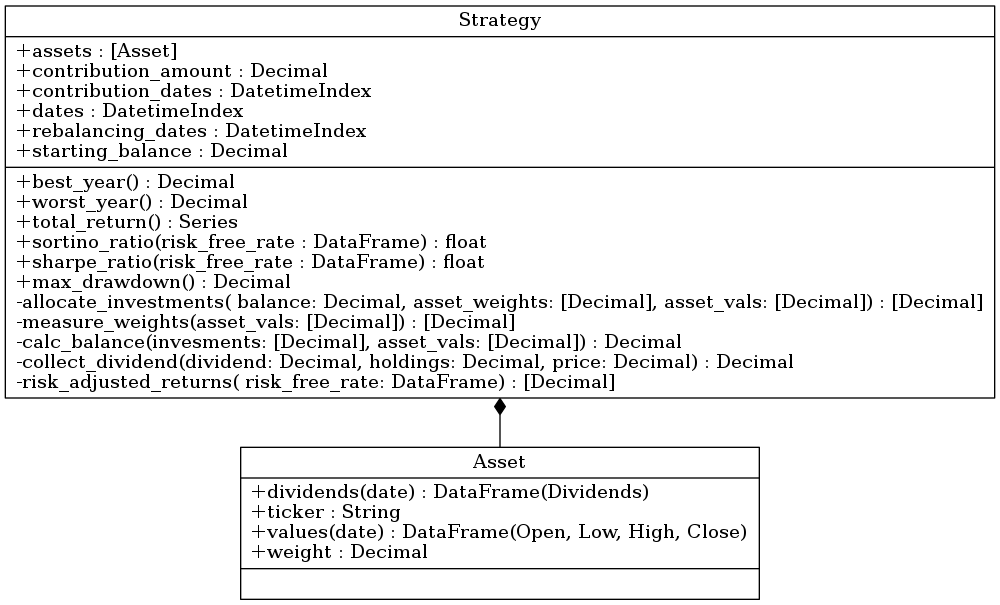 Strategy
+assets : [Asset]
+contribution_amount : Decimal
+contribution_dates : DatetimeIndex
+dates : DatetimeIndex
+rebalancing_dates : DatetimeIndex
+starting_balance : Decimal
+best_year() : Decimal
+worst_year() : Decimal
+total_return() : Series
+sortino_ratio(risk_free_rate : DataFrame) : float
+sharpe_ratio(risk_free_rate : DataFrame) : float
+max_drawdown() : Decimal
-allocate_investments( balance: Decimal, asset_weights: [Decimal], asset_vals: [Decimal]) : [Decimal]
-measure_weights(asset_vals: [Decimal]) : [Decimal]
-calc_balance(invesments: [Decimal], asset_vals: [Decimal]) : Decimal
-collect_dividend(dividend: Decimal, holdings: Decimal, price: Decimal) : Decimal
-risk_adjusted_returns( risk_free_rate: DataFrame) : [Decimal]
Asset
+dividends(date) : DataFrame(Dividends)
+ticker : String
+values(date) : DataFrame(Open, Low, High, Close)
+weight : Decimal